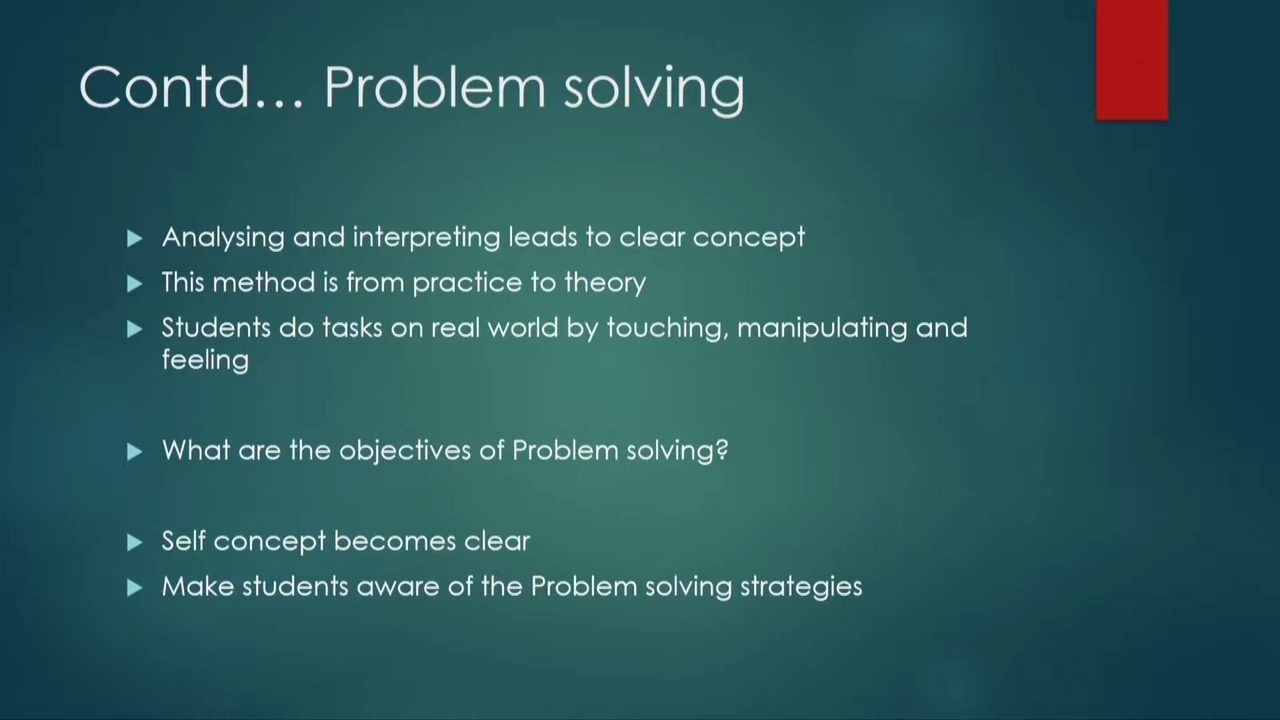 Contd... Problem solving
Analysing and interpreting leads to clear concept
This method is from practice to theory
Students do tasks on real world by touching, manipulating and
feeling
What are the objectives of Problem solving?
Self concept becomes clear
Make students aware of the Problem solving strategies